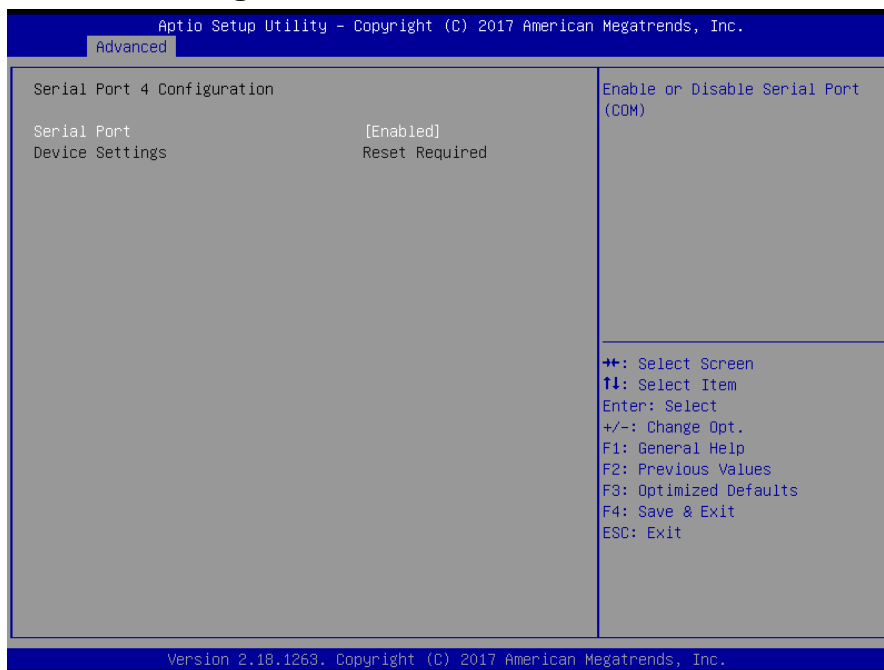 Aptio Setup Utility – Copyright (C) 2017 American Megatrends, Inc.
Advanced
Serial Port 4 Configuration
Serial Port [Enabled]
Device Settings Reset Required
Enable or Disable Serial Port
(COM)
→←: Select Screen
↑↓: Select Item
Enter: Select
+/-: Change Opt.
F1: General Help
F2: Previous Values
F3: Optimized Defaults
F4: Save & Exit
ESC: Exit
Version 2.18.1263. Copyright (C) 2017 American Megatrends, Inc.